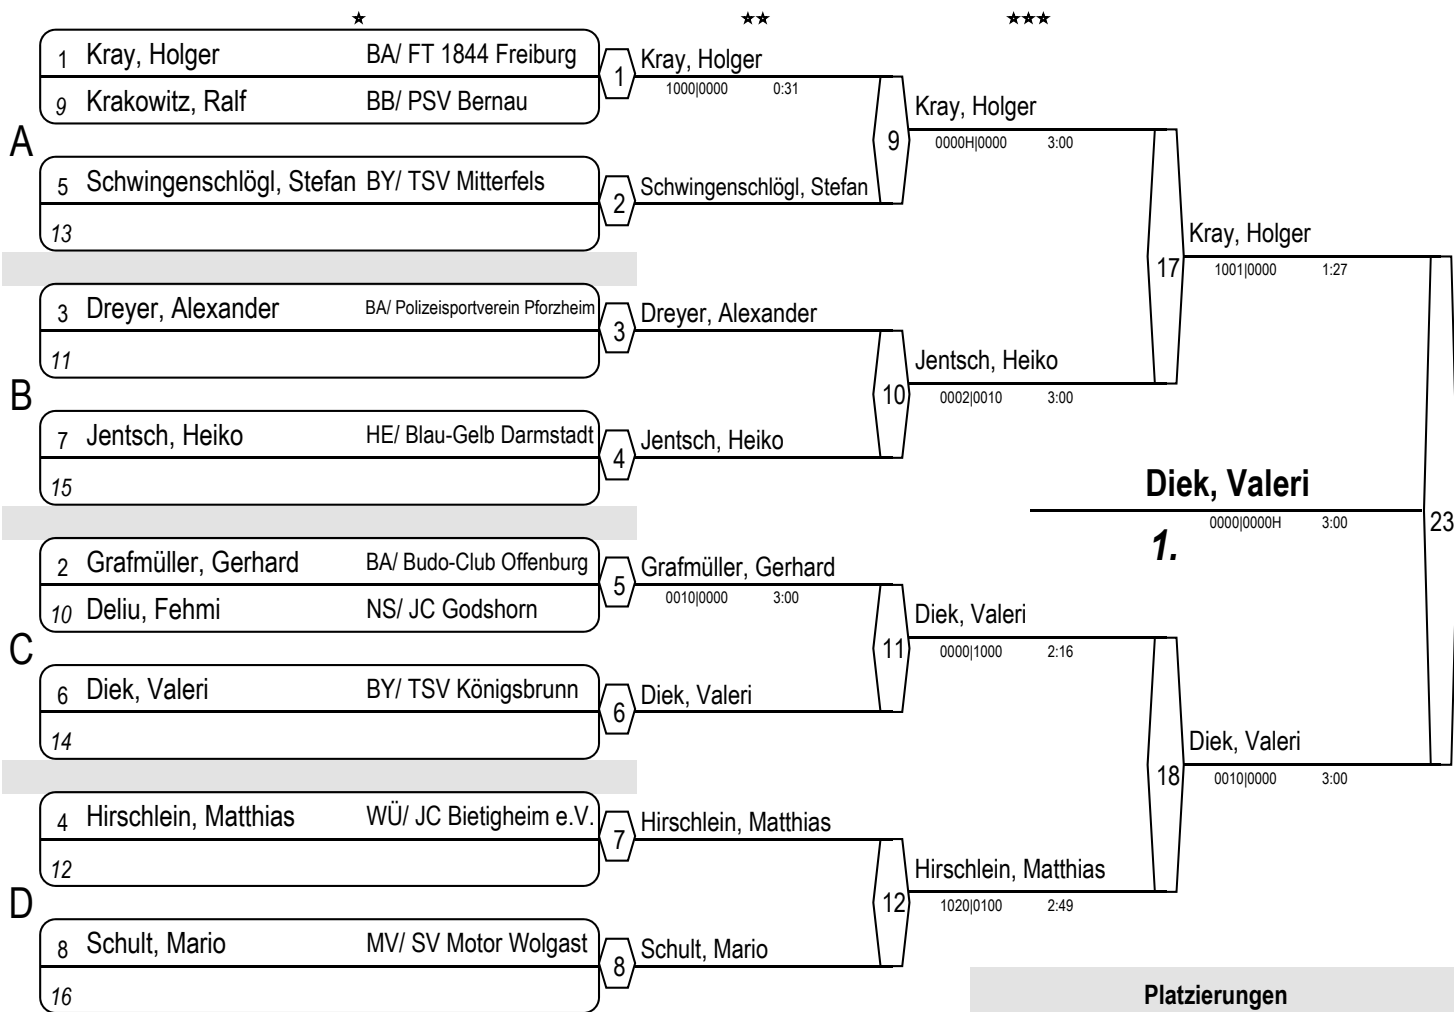 ★ ★★ ★★★
1 Kray, Holger BA/ FT 1844 Freiburg
9 Krakowitz, Ralf BB/ PSV Bernau
1 Kray, Holger
1000|0000 0:31
A
5 Schwingenschlögl, Stefan BY/ TSV Mitterfels
13
2 Schwingenschlögl, Stefan
9 Kray, Holger
0000H|0000 3:00
3 Dreyer, Alexander BA/ Polizeisportverein Pforzheim
11
3 Dreyer, Alexander
B
7 Jentsch, Heiko HE/ Blau-Gelb Darmstadt
15
4 Jentsch, Heiko
10 Jentsch, Heiko
0002|0010 3:00
17 Kray, Holger
1001|0000 1:27
2 Grafmüller, Gerhard BA/ Budo-Club Offenburg
10 Deliu, Fehmi NS/ JC Godshorn
5 Grafmüller, Gerhard
0010|0000 3:00
C
6 Diek, Valeri BY/ TSV Königsbrunn
14
6 Diek, Valeri
11 Diek, Valeri
0000|1000 2:16
4 Hirschlein, Matthias WÜ/ JC Bietigheim e.V.
12
7 Hirschlein, Matthias
D
8 Schult, Mario MV/ SV Motor Wolgast
16
8 Schult, Mario
12 Hirschlein, Matthias
1020|0100 2:49
18 Diek, Valeri
0010|0000 3:00
Diek, Valeri
1. 0000|0000H 3:00
23
Platzierungen